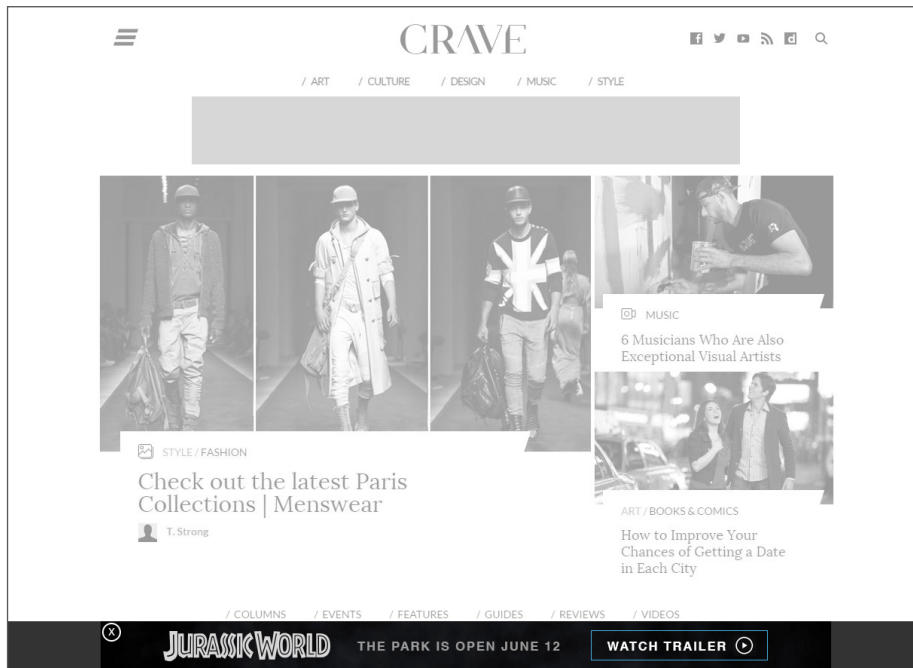 CRAVE
/ ART / CULTURE / DESIGN / MUSIC / STYLE
STYLE / FASHION
Check out the latest Paris
Collections | Menswear
T. Strong
MUSIC
6 Musicians Who Are Also
Exceptional Visual Artists
ART / BOOKS & COMICS
How to Improve Your
Chances of Getting a Date
in Each City
/ COLUMNS / EVENTS / FEATURES / GUIDES / REVIEWS / VIDEOS
X
JURASSIC WORLD THE PARK IS OPEN JUNE 12 WATCH TRAILER